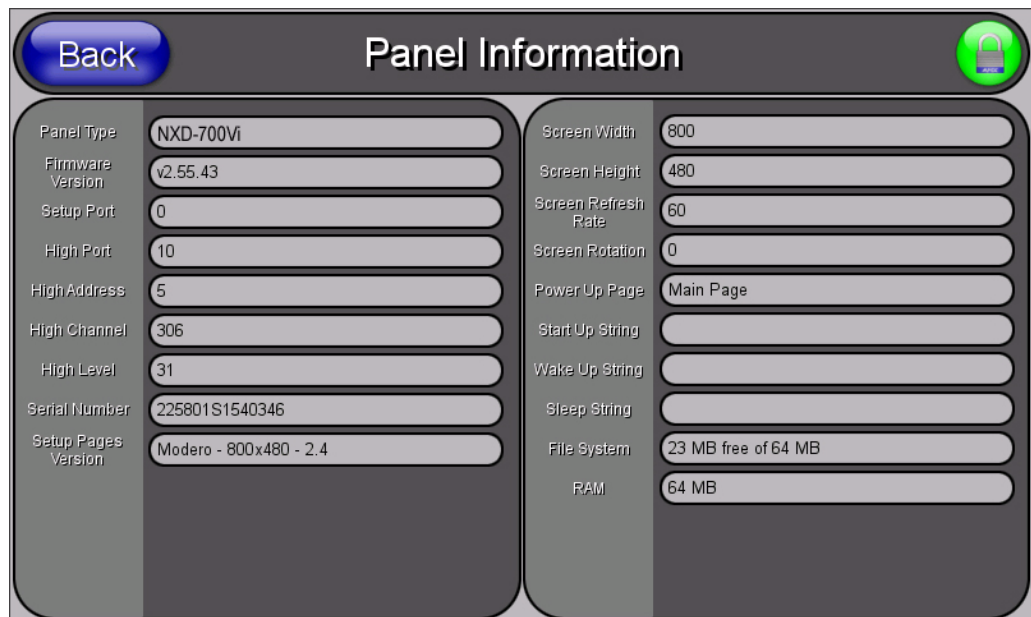 Back
Panel Information
Panel Type
NXD-700Vi
Firmware
Version
v2.55.43
Setup Port
0
High Port
10
High Address
5
High Channel
306
High Level
31
Serial Number
225801S1540346
Setup Pages
Version
Modero - 800x480 - 2.4
Screen Width
800
Screen Height
480
Screen Refresh
Rate
60
Screen Rotation
0
Power Up Page
Main Page
Start Up String
Wake Up String
Sleep String
File System
23 MB free of 64 MB
RAM
64 MB